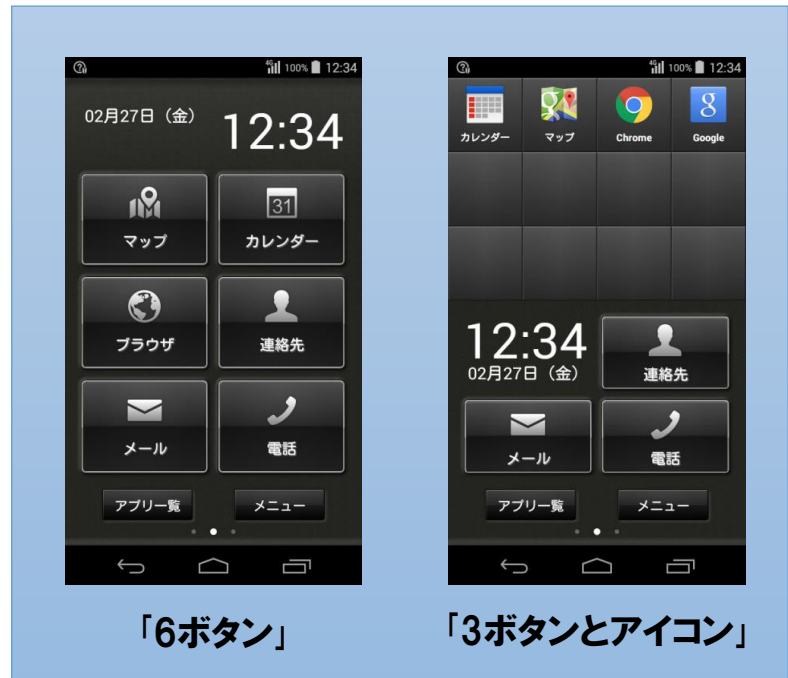 4G 100% 12:34
02月27日（金）
12:34
マップ
31
カレンダー
ブラウザ
連絡先
メール
電話
アプリ一覧
メニュー
「6ボタン」
4G 100% 12:34
カレンダー
マップ
Chrome
8
Google
12:34
02月27日（金）
連絡先
メール
電話
アプリ一覧
メニュー
「3ボタンとアイコン」